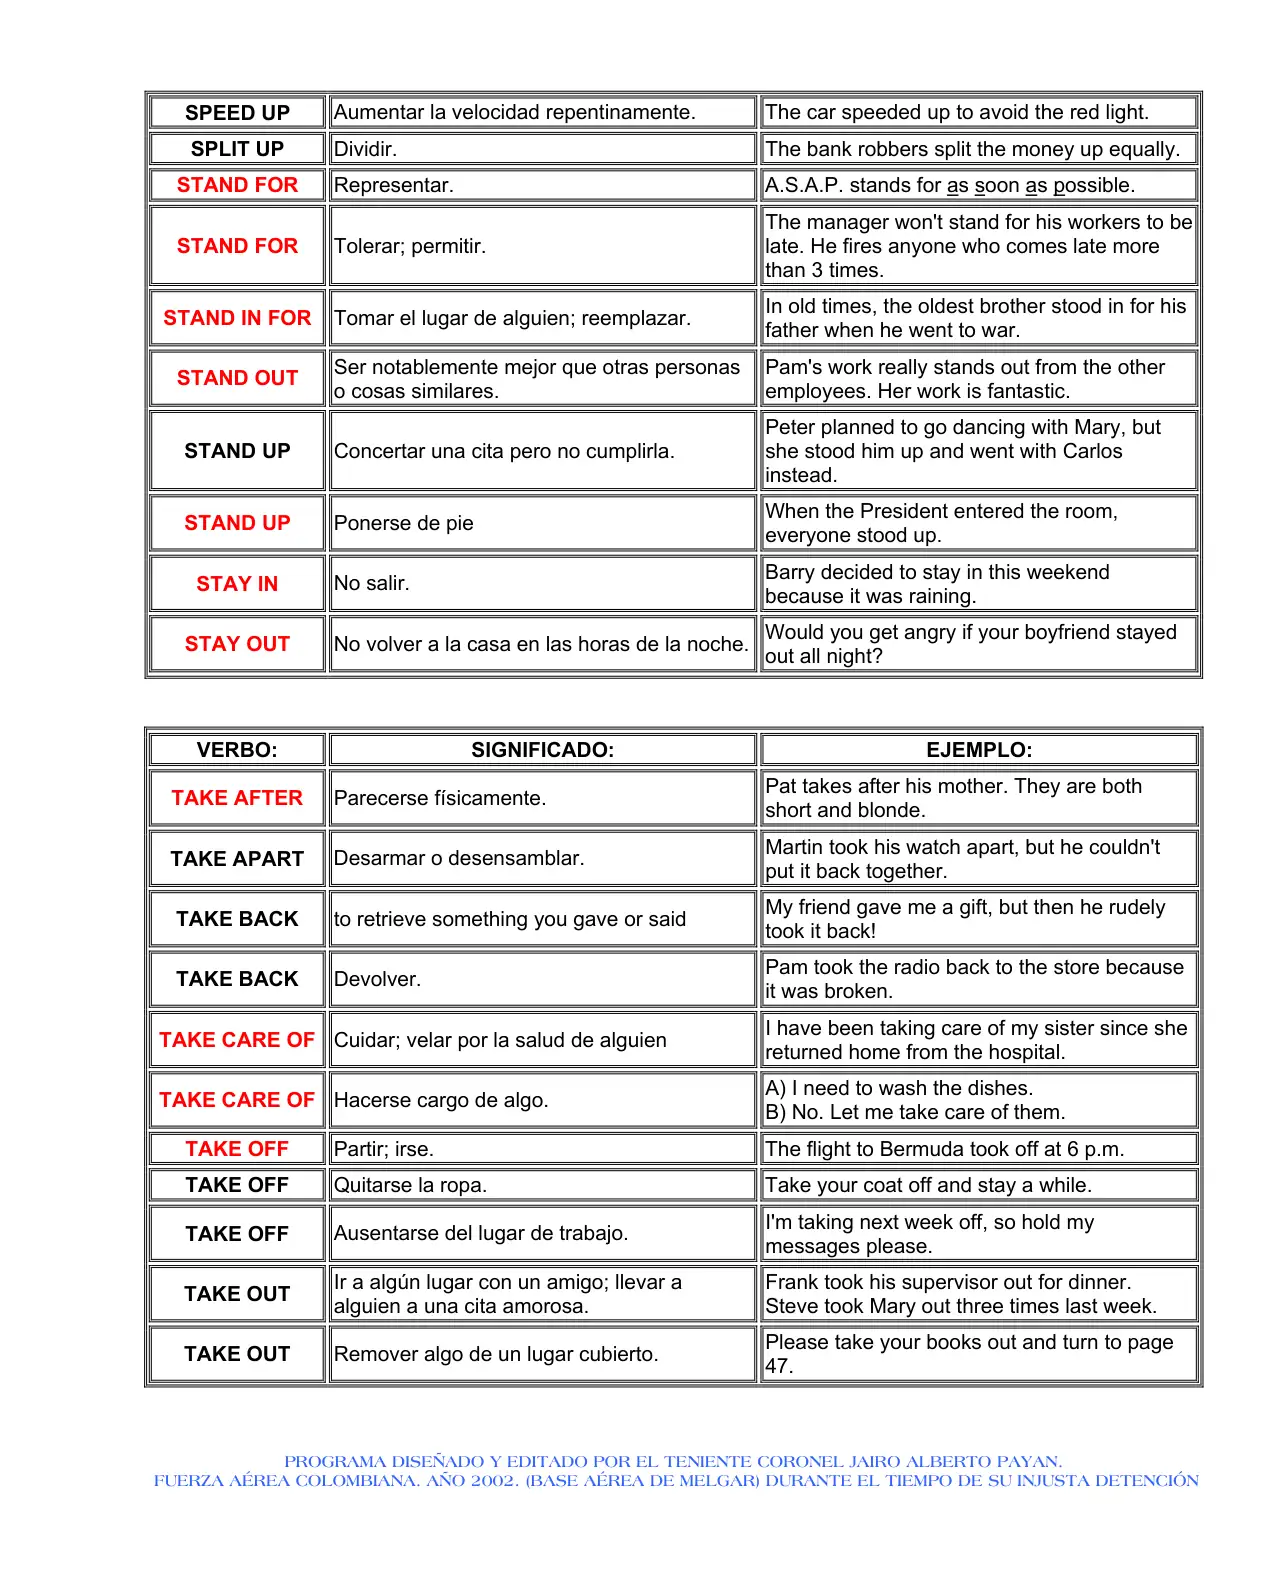 SPEED UP Aumentar la velocidad repentinamente. The car speeded up to avoid the red light.
SPLIT UP Dividir. The bank robbers split the money up equally.
STAND FOR Representar. A.S.A.P. stands for as soon as possible.
STAND FOR Tolerar; permitir. The manager won't stand for his workers to be
late. He fires anyone who comes late more
than 3 times.
STAND IN FOR Tomar el lugar de alguien; reemplazar. In old times, the oldest brother stood in for his
father when he went to war.
STAND OUT Ser notablemente mejor que otras personas
o cosas similares. Pam's work really stands out from the other
employees. Her work is fantastic.
STAND UP Concertar una cita pero no cumplirla. Peter planned to go dancing with Mary, but
she stood him up and went with Carlos
instead.
STAND UP Ponerse de pie When the President entered the room,
everyone stood up.
STAY IN No salir. Barry decided to stay in this weekend
because it was raining.
STAY OUT No volver a la casa en las horas de la noche. Would you get angry if your boyfriend stayed
out all night?
VERBO: SIGNIFICADO: EJEMPLO:
TAKE AFTER Parecerse físicamente. Pat takes after his mother. They are both
short and blonde.
TAKE APART Desarmar o desensamblar. Martin took his watch apart, but he couldn't
put it back together.
TAKE BACK to retrieve something you gave or said My friend gave me a gift, but then he rudely
took it back!
TAKE BACK Devolver. Pam took the radio back to the store because
it was broken.
TAKE CARE OF Cuidar; velar por la salud de alguien I have been taking care of my sister since she
returned home from the hospital.
TAKE CARE OF Hacerse cargo de algo. A) I need to wash the dishes.
B) No. Let me take care of them.
TAKE OFF Partir; irse. The flight to Bermuda took off at 6 p.m.
TAKE OFF Quitarse la ropa. Take your coat off and stay a while.
TAKE OFF Ausentarse del lugar de trabajo. I'm taking next week off, so hold my
messages please.
TAKE OUT Ir a algún lugar con un amigo; llevar a
alguien a una cita amorosa. Frank took his supervisor out for dinner.
Steve took Mary out three times last week.
TAKE OUT Remover algo de un lugar cubierto. Please take your books out and turn to page
47.
PROGRAMA DISEÑADO Y EDITADO POR EL TENIENTE CORONEL JAIRO ALBERTO PAYAN.
FUERZA AÉREA COLOMBIANA. AÑO 2002. (BASE AÉREA DE MELGAR) DURANTE EL TIEMPO DE SU INJUSTA DETENCIÓN